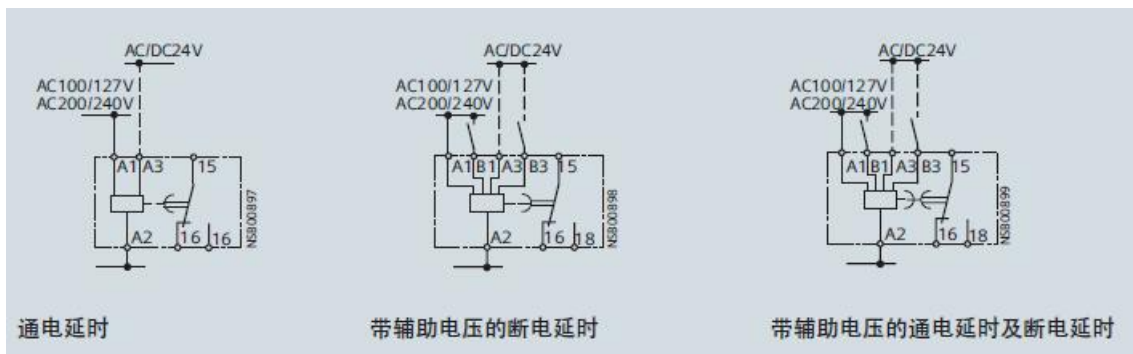 AC/DC24V
AC100/127V
AC200/240V
A1 A3 15
A2 16 16
NSB00897
通电延时
AC/DC24V
AC100/127V
AC200/240V
A1 B1 A3 B3 15
A2 16 18
NSB00898
带辅助电压的断电延时
AC/DC24V
AC100/127V
AC200/240V
A1 B1 A3 B3 15
A2 16 18
NSB00899
带辅助电压的通电延时及断电延时